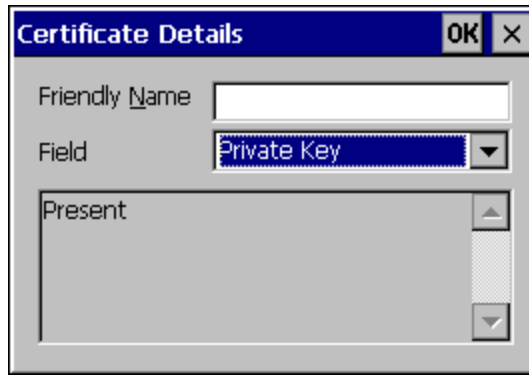 Certificate Details OK ×
Friendly Name
Field Private Key
Present